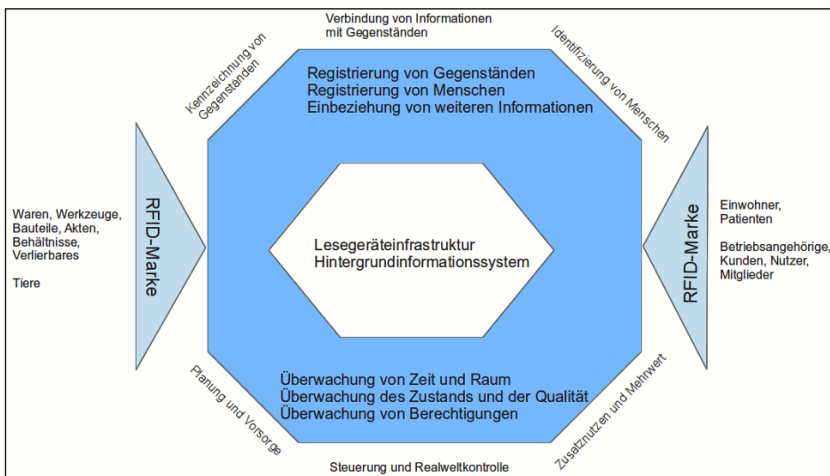 Verbindung von Informationen
mit Gegenständen
Kennzeichnung von
Gegenständen
Identifizierung von Menschen
Registrierung von Gegenständen
Registrierung von Menschen
Einbeziehung von weiteren Informationen
RFID-Marke
Waren, Werkzeuge,
Bauteile, Akten,
Behältnisse,
Verlierbares
Tiere
Lesegeräteinfrastruktur
Hintergrundinformationssystem
RFID-Marke
Einwohner,
Patienten
Betriebsangehörige,
Kunden, Nutzer,
Mitglieder
Überwachung von Zeit und Raum
Überwachung des Zustands und der Qualität
Überwachung von Berechtigungen
Planung und Vorsorge
Zusatznutzen und Mehrwert
Steuerung und Realweltkontrolle